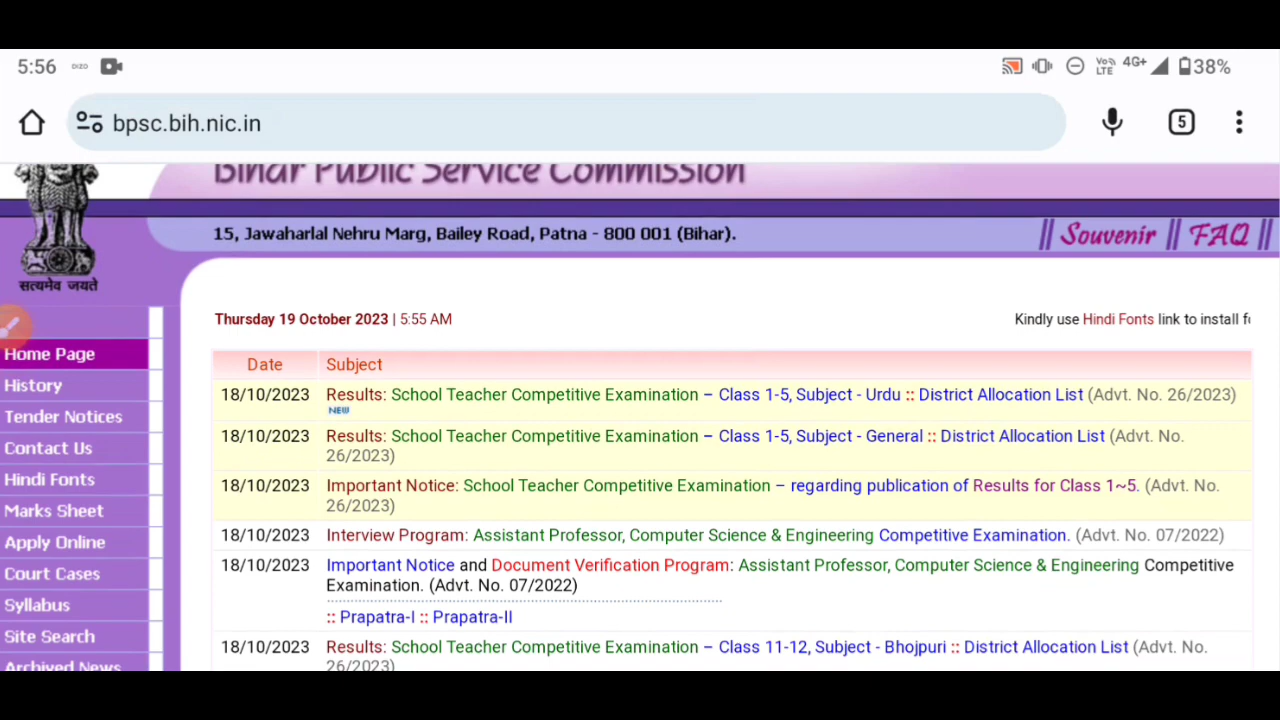 5:56 DIZO VoLTE 4G+ 38%
bpsc.bih.nic.in 5
Bihar Public Service Commission
15, Jawaharlal Nehru Marg, Bailey Road, Patna - 800 001 (Bihar). || Souvenir || FAQ ||
सत्यमेव जयते
Thursday 19 October 2023 | 5:55 AM Kindly use Hindi Fonts link to install fo
Home Page
History
Tender Notices
Contact Us
Hindi Fonts
Marks Sheet
Apply Online
Court Cases
Syllabus
Site Search
Archived News
Date Subject
18/10/2023 Results: School Teacher Competitive Examination – Class 1-5, Subject - Urdu :: District Allocation List (Advt. No. 26/2023)
NEW
18/10/2023 Results: School Teacher Competitive Examination – Class 1-5, Subject - General :: District Allocation List (Advt. No.
26/2023)
18/10/2023 Important Notice: School Teacher Competitive Examination – regarding publication of Results for Class 1~5. (Advt. No.
26/2023)
18/10/2023 Interview Program: Assistant Professor, Computer Science & Engineering Competitive Examination. (Advt. No. 07/2022)
18/10/2023 Important Notice and Document Verification Program: Assistant Professor, Computer Science & Engineering Competitive
Examination. (Advt. No. 07/2022)
:: Prapatra-I :: Prapatra-II
18/10/2023 Results: School Teacher Competitive Examination – Class 11-12, Subject - Bhojpuri :: District Allocation List (Advt. No.
26/2023)